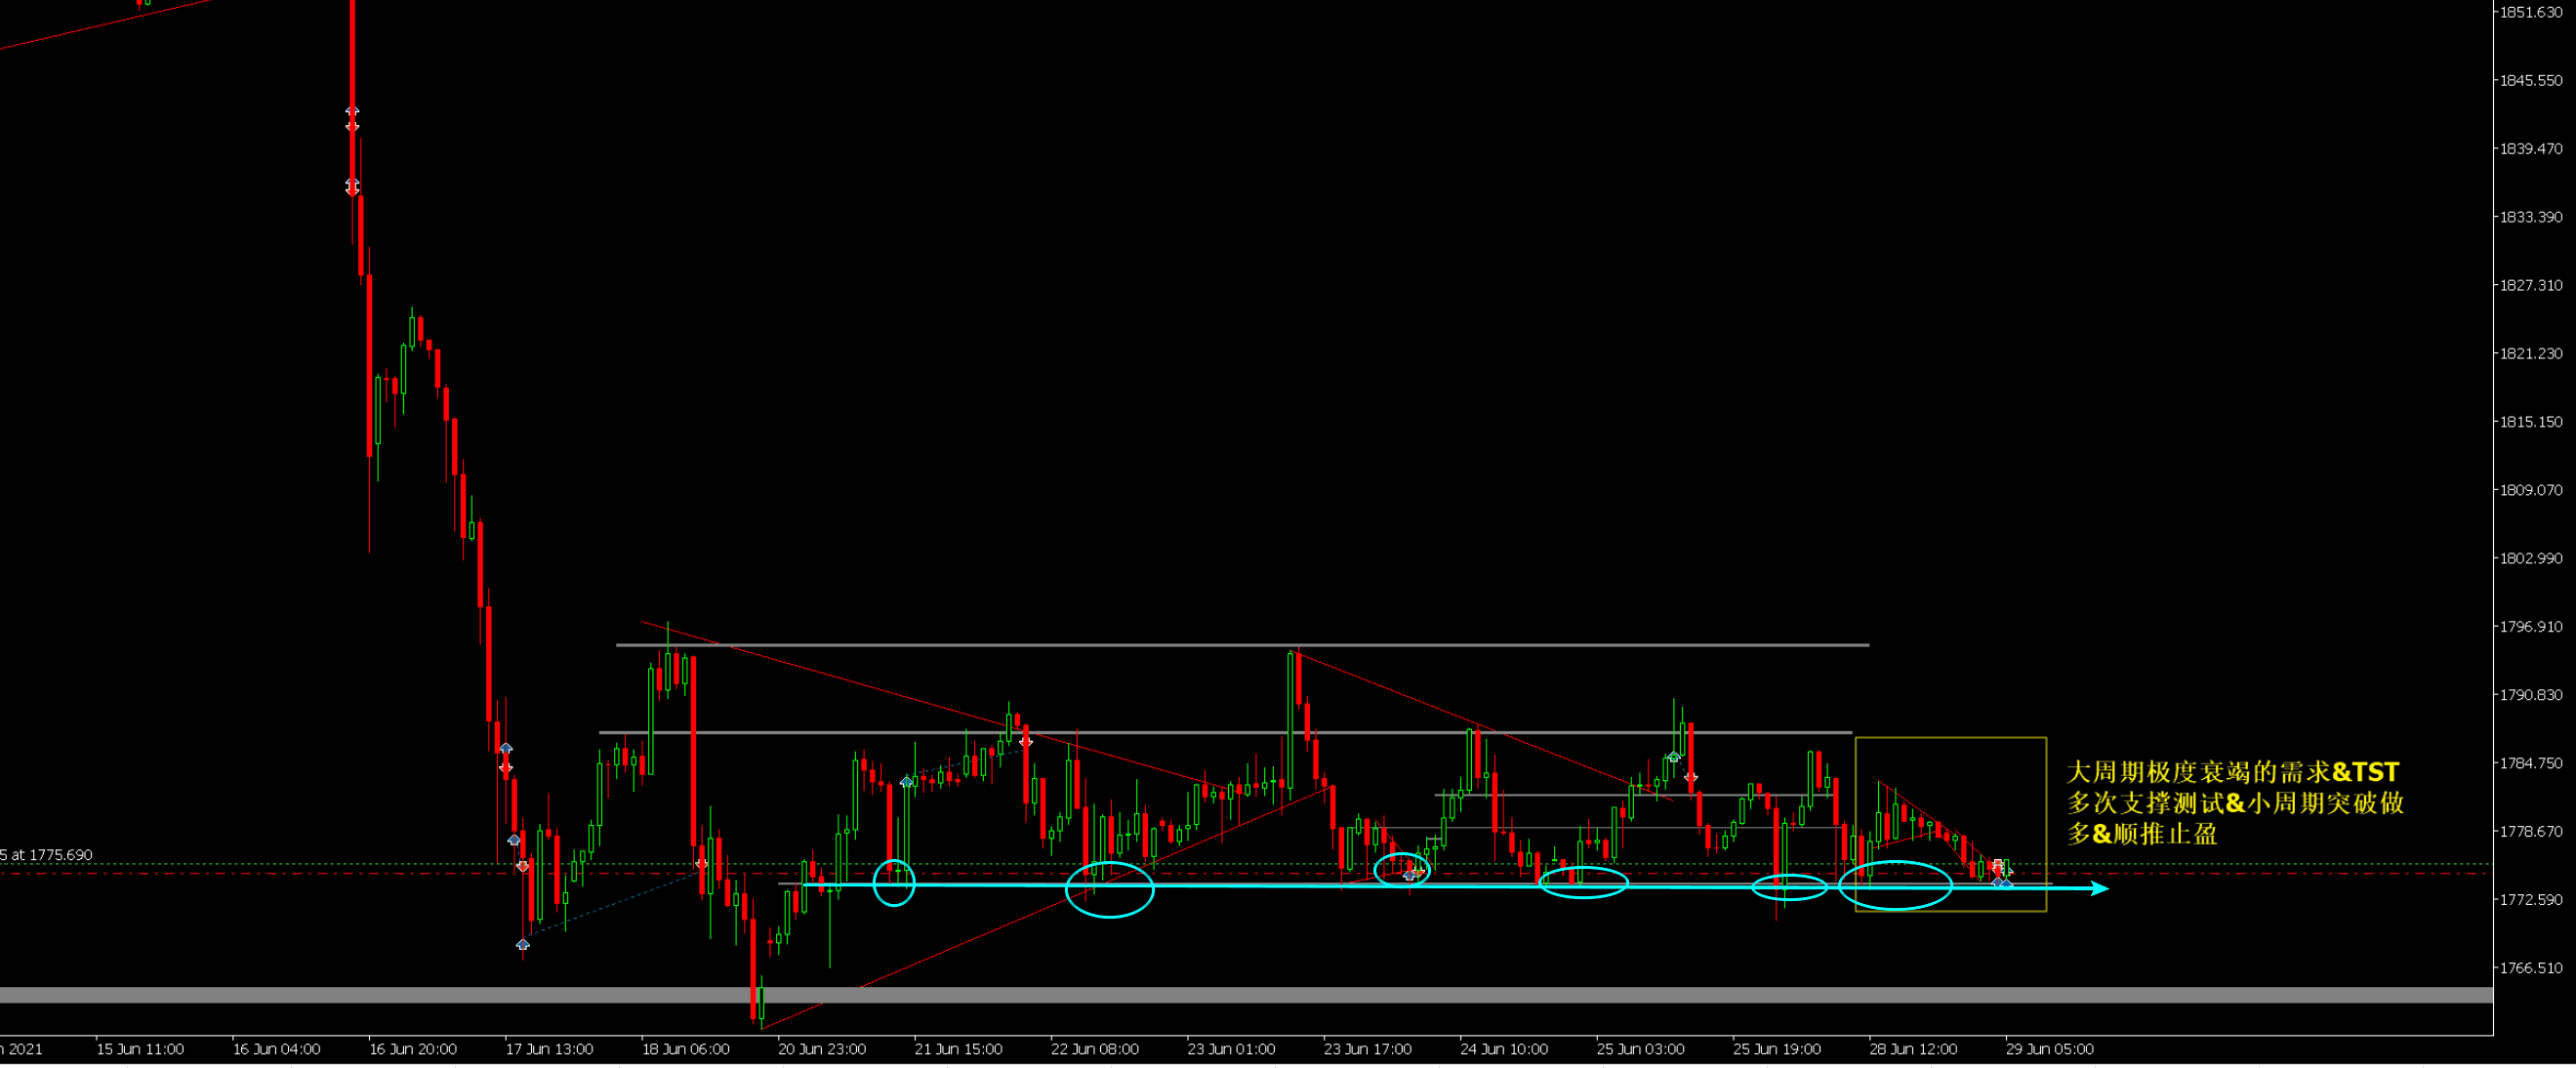 1851.630
1845.550
1839.470
1833.390
1827.310
1821.230
1815.150
1809.070
1802.990
1796.910
1790.830
1784.750
大周期极度衰竭的需求&TST
多次支撑测试&小周期突破做
多&顺推止盈
1778.670
5 at 1775.690
1772.590
1766.510
n 2021
15 Jun 11:00
16 Jun 04:00
16 Jun 20:00
17 Jun 13:00
18 Jun 06:00
20 Jun 23:00
21 Jun 15:00
22 Jun 08:00
23 Jun 01:00
23 Jun 17:00
24 Jun 10:00
25 Jun 03:00
25 Jun 19:00
28 Jun 12:00
29 Jun 05:00